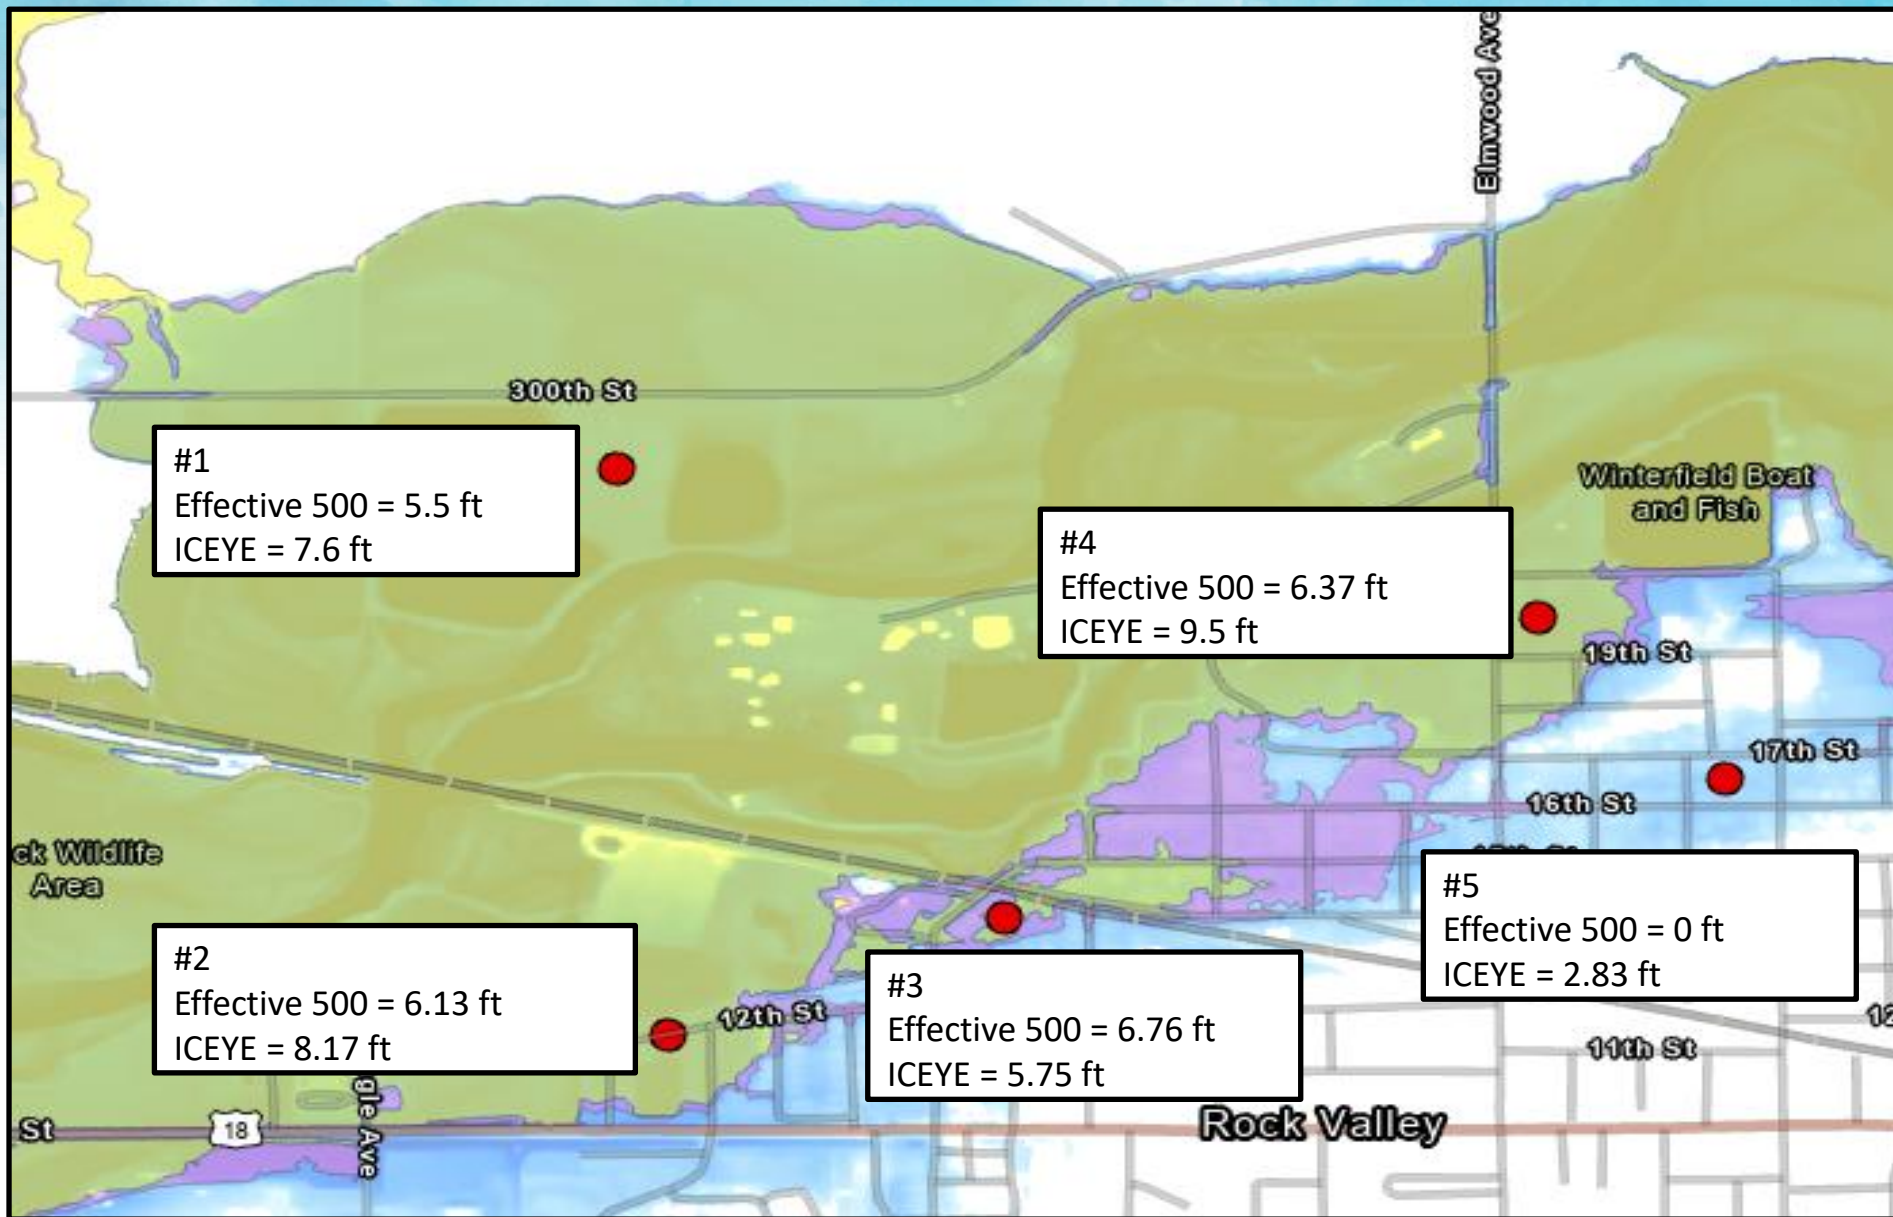 Elmwood Ave
300th St
#1
Effective 500 = 5.5 ft
ICEYE = 7.6 ft
Winterfield Boat
and Fish
#4
Effective 500 = 6.37 ft
ICEYE = 9.5 ft
19th St
17th St
16th St
ck Wildlife
Area
#5
Effective 500 = 0 ft
ICEYE = 2.83 ft
#2
Effective 500 = 6.13 ft
ICEYE = 8.17 ft
12th St
#3
Effective 500 = 6.76 ft
ICEYE = 5.75 ft
12
11th St
gle Ave
St
18
Rock Valley